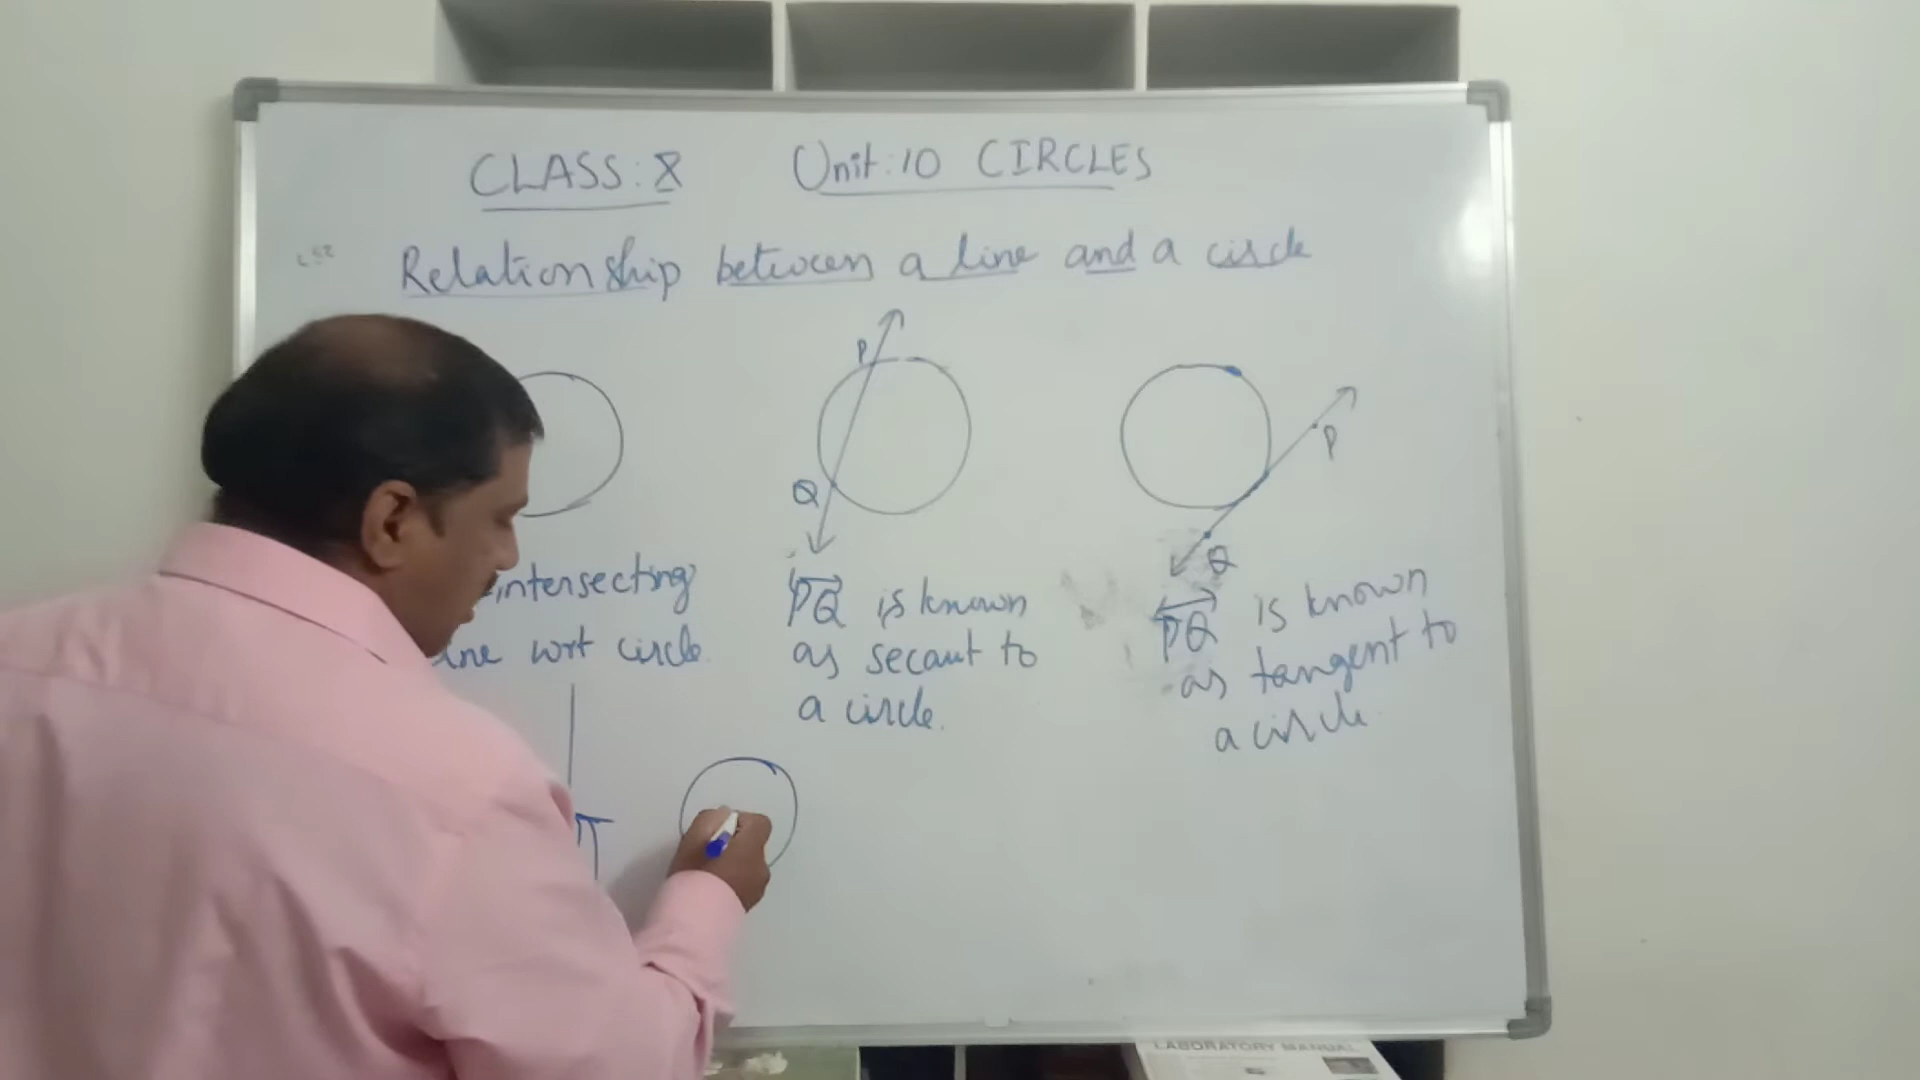 CLASS: X Unit: 10 CIRCLES
Relationship between a line and a circle
P
Q
P
Q
intersecting
line wrt circle.
PQ is known
as secant to
a circle.
PQ is known
as tangent to
a circle.
LABORATORY MANUAL